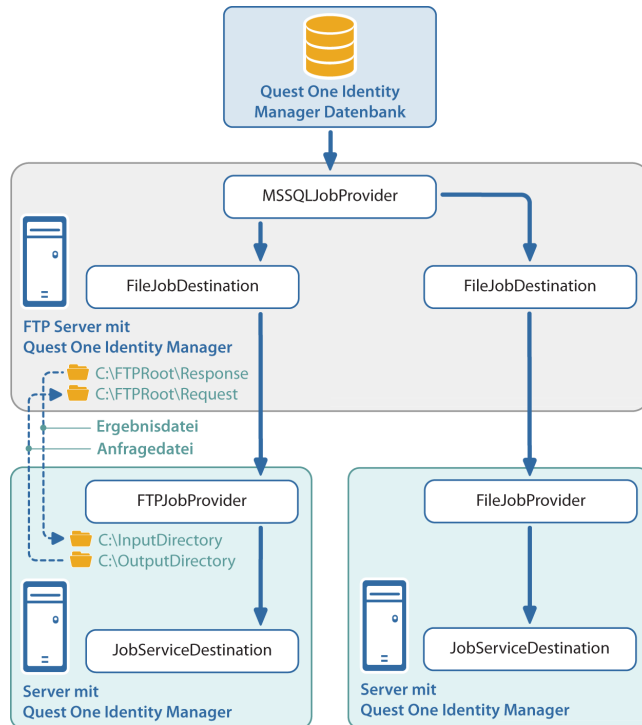 Quest One Identity
Manager Datenbank
MSSQLJobProvider
FileJobDestination
FileJobDestination
FTP Server mit
Quest One Identity Manager
C:\FTPRoot\Response
C:\FTPRoot\Request
Ergebnisdatei
Anfragedatei
FTPJobProvider
FileJobProvider
C:\InputDirectory
C:\OutputDirectory
JobServiceDestination
JobServiceDestination
Server mit
Quest One Identity Manager
Server mit
Quest One Identity Manager